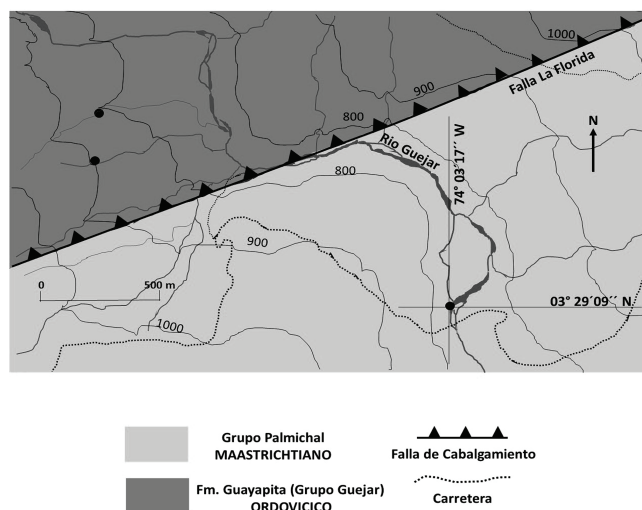 1000
Falla La Florida
900
N
800
Rio Guejar
74° 03´17´´ W
800
900
0 500 m
03° 29´09´´ N
1000
Grupo Palmichal
MAASTRICHTIANO
Falla de Cabalgamiento
Fm. Guayapita (Grupo Guejar)
ORDOVICICO
Carretera